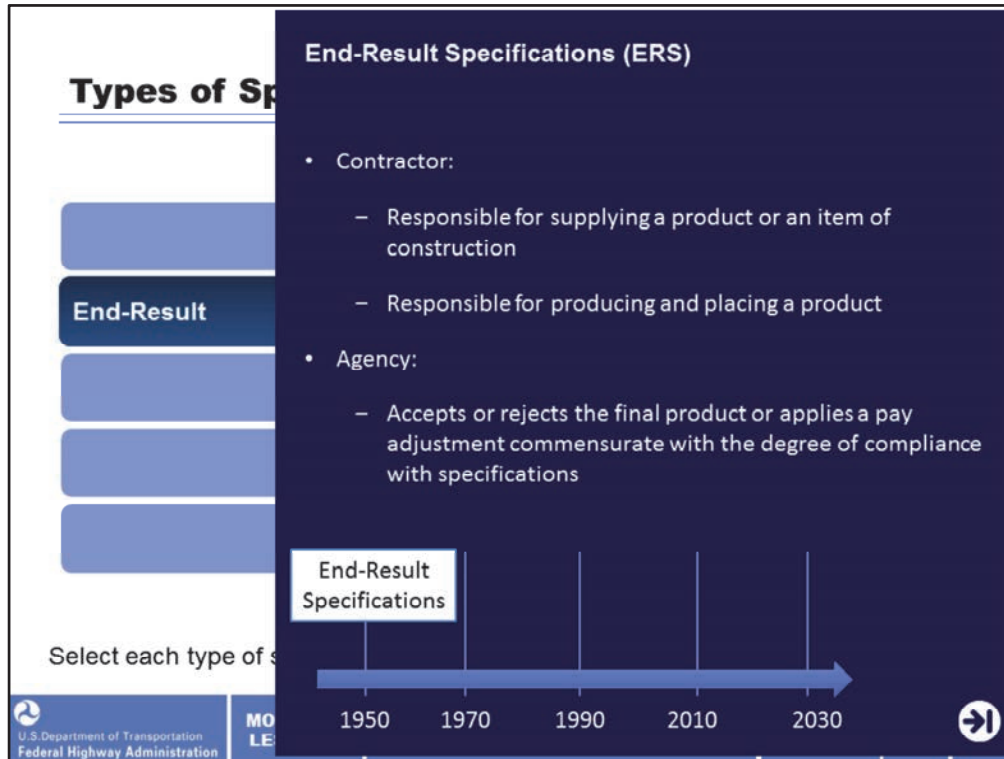 Types of Sp
End-Result
Select each type of s
U.S.Department of Transportation
Federal Highway Administration
MO
LE
End-Result Specifications (ERS)
• Contractor:
– Responsible for supplying a product or an item of
construction
– Responsible for producing and placing a product
• Agency:
– Accepts or rejects the final product or applies a pay
adjustment commensurate with the degree of compliance
with specifications
End-Result
Specifications
1950 1970 1990 2010 2030